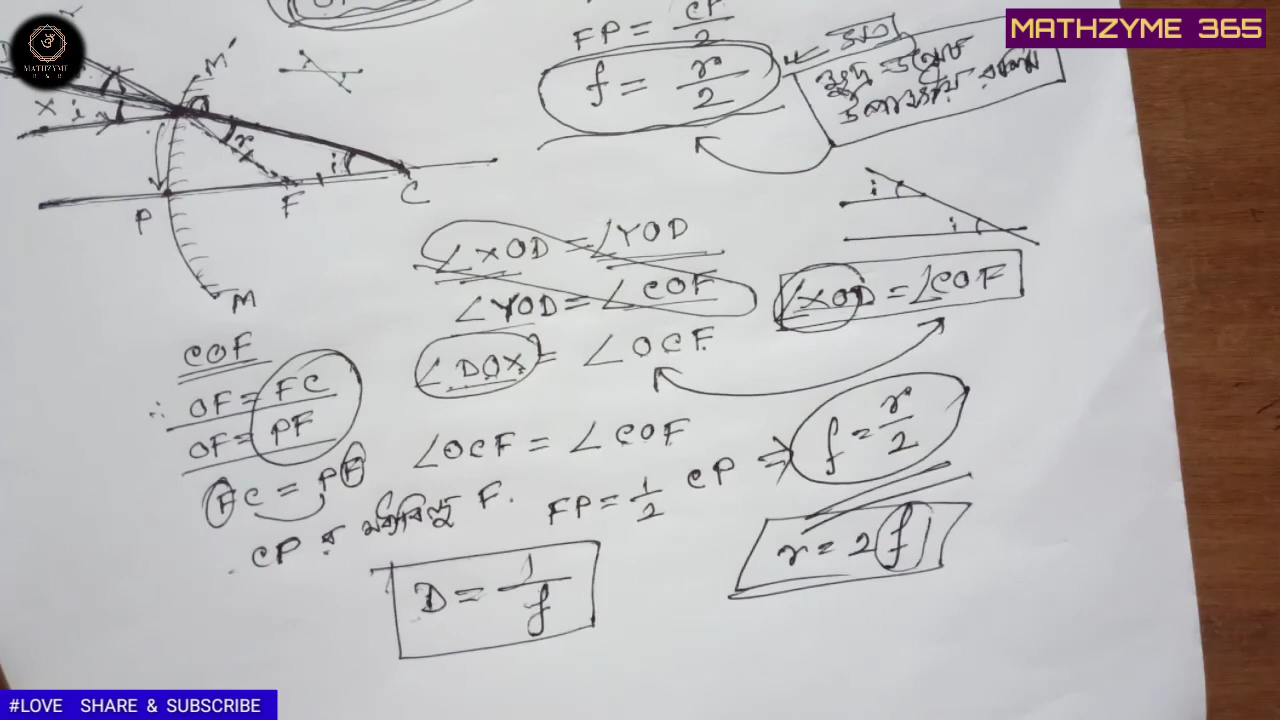 MATHZYME 365
MATHZYME
FP = CP/2
f = r/2
M'
X i
r
i
P F C
M
i
i
∠XOD = ∠YOD
∠YOD = ∠COF
∠XOD = ∠COF
∠DOX = ∠OCF
COF
∴ OF = FC
OF = PF
∠OCF = ∠COF
FC = PF
CP র মধ্যবিন্দু F.
FP = 1/2 CP ⇒ f = r/2
r = 2f
D = 1/f
#LOVE SHARE & SUBSCRIBE